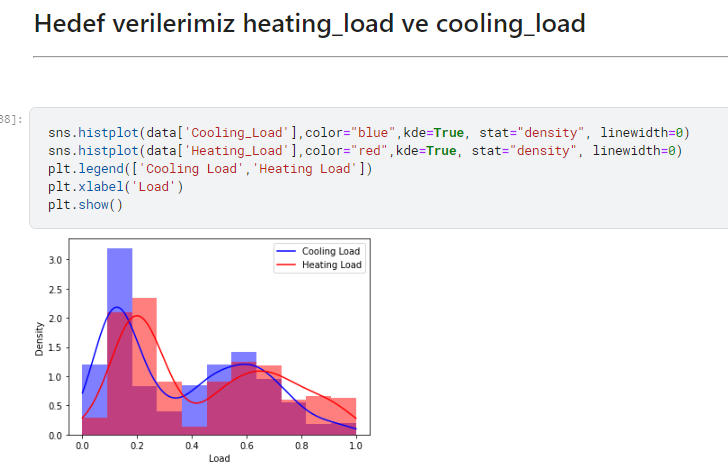 Hedef verilerimiz heating_load ve cooling_load
38]:
sns.histplot(data['Cooling_Load'],color="blue",kde=True, stat="density", linewidth=0)
sns.histplot(data['Heating_Load'],color="red",kde=True, stat="density", linewidth=0)
plt.legend(['Cooling Load','Heating Load'])
plt.xlabel('Load')
plt.show()
Cooling Load
Heating Load
3.0
2.5
2.0
1.5
1.0
0.5
0.0
Density
0.0 0.2 0.4 0.6 0.8 1.0
Load